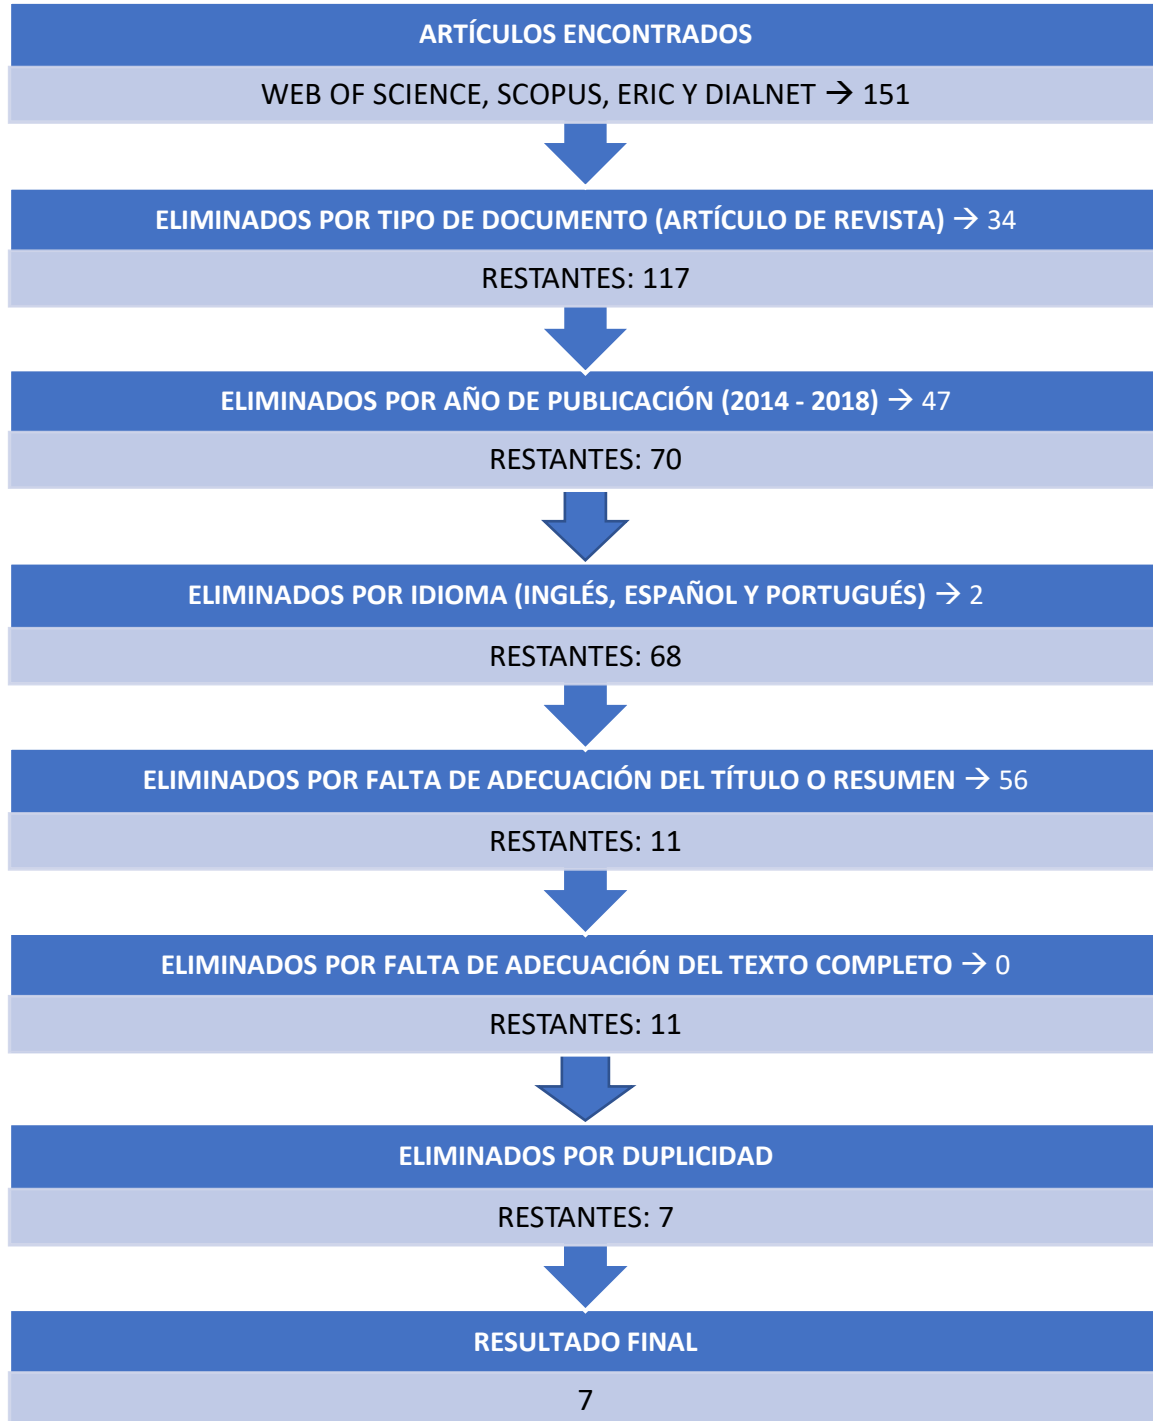 ARTÍCULOS ENCONTRADOS
WEB OF SCIENCE, SCOPUS, ERIC Y DIALNET → 151
ELIMINADOS POR TIPO DE DOCUMENTO (ARTÍCULO DE REVISTA) → 34
RESTANTES: 117
ELIMINADOS POR AÑO DE PUBLICACIÓN (2014 - 2018) → 47
RESTANTES: 70
ELIMINADOS POR IDIOMA (INGLÉS, ESPAÑOL Y PORTUGUÉS) → 2
RESTANTES: 68
ELIMINADOS POR FALTA DE ADECUACIÓN DEL TÍTULO O RESUMEN → 56
RESTANTES: 11
ELIMINADOS POR FALTA DE ADECUACIÓN DEL TEXTO COMPLETO → 0
RESTANTES: 11
ELIMINADOS POR DUPLICIDAD
RESTANTES: 7
RESULTADO FINAL
7